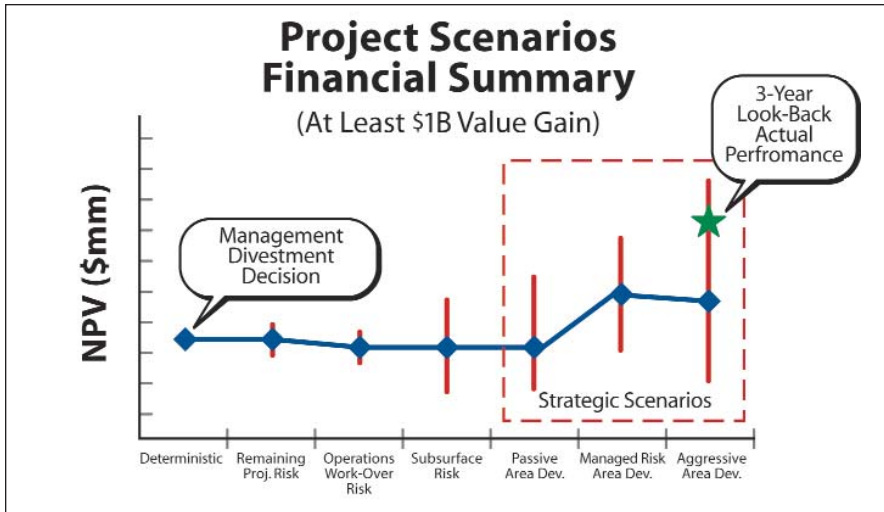 Project Scenarios
Financial Summary
(At Least $1B Value Gain)
3-Year
Look-Back
Actual
Perfromance
Management
Divestment
Decision
NPV ($mm)
Strategic Scenarios
Deterministic
Remaining
Proj. Risk
Operations
Work-Over
Risk
Subsurface
Risk
Passive
Area Dev.
Managed Risk
Area Dev.
Aggressive
Area Dev.